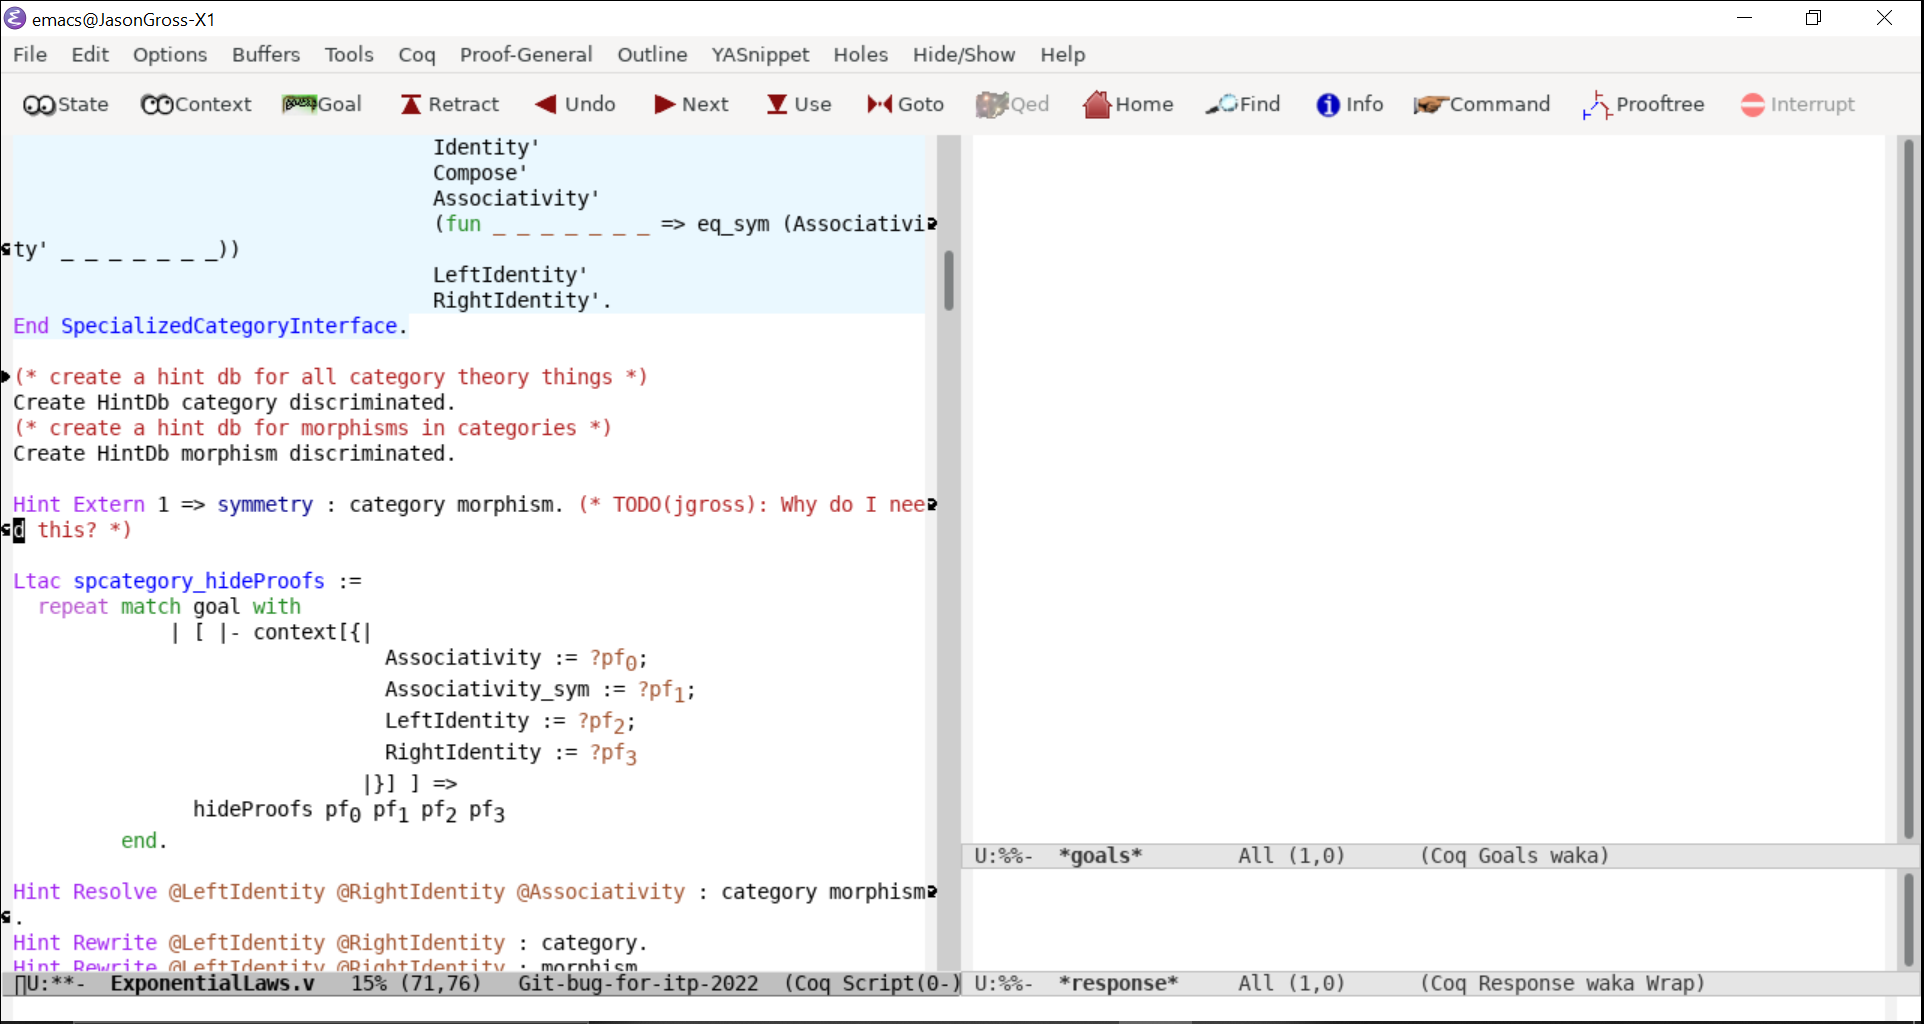 emacs@JasonGross-X1
File Edit Options Buffers Tools Coq Proof-General Outline YASnippet Holes Hide/Show Help
State Context Goal Retract Undo Next Use Goto Qed Home Find Info Command Prooftree Interrupt
Identity'
Compose'
Associativity'
(fun _ _ _ _ _ _ _ => eq_sym (Associativi
ty' _ _ _ _ _ _ _))
LeftIdentity'
RightIdentity'.
End SpecializedCategoryInterface.
(* create a hint db for all category theory things *)
Create HintDb category discriminated.
(* create a hint db for morphisms in categories *)
Create HintDb morphism discriminated.
Hint Extern 1 => symmetry : category morphism. (* TODO(jgross): Why do I nee
d this? *)
Ltac spcategory_hideProofs :=
repeat match goal with
| [ |- context[{|
Associativity := ?pf0;
Associativity_sym := ?pf1;
LeftIdentity := ?pf2;
RightIdentity := ?pf3
|}] ] =>
hideProofs pf0 pf1 pf2 pf3
end.
Hint Resolve @LeftIdentity @RightIdentity @Associativity : category morphism
.
Hint Rewrite @LeftIdentity @RightIdentity : category.
Hint Rewrite @LeftIdentity @RightIdentity : morphism
U:**- ExponentialLaws.v 15% (71,76) Git-bug-for-itp-2022 (Coq Script(0-)
U:%%- *goals* All (1,0) (Coq Goals waka)
U:%%- *response* All (1,0) (Coq Response waka Wrap)